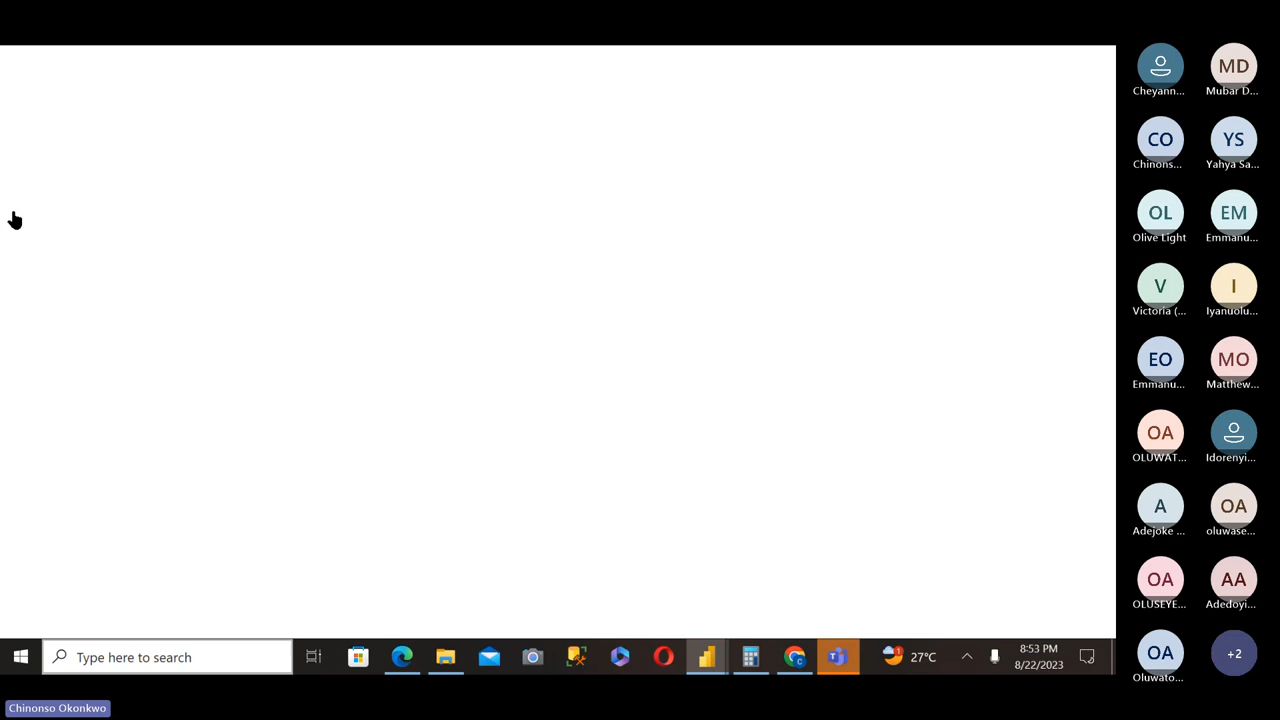 Cheyann...
MD
Mubar D...
CO
Chinons...
YS
Yahya Sa...
OL
Olive Light
EM
Emmanu...
V
Victoria (...
I
Iyanuolu...
EO
Emmanu...
MO
Matthew...
OA
OLUWAT...
Idorenyi...
A
Adejoke ...
OA
oluwase...
OA
OLUSEYE...
AA
Adedoyi...
OA
Oluwato...
+2
Type here to search
1
27°C
8:53 PM
8/22/2023
Chinonso Okonkwo